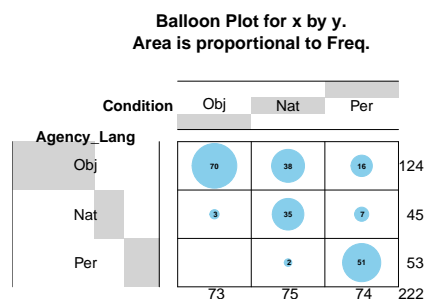 Balloon Plot for x by y.
Area is proportional to Freq.
Condition Obj Nat Per
Agency_Lang
Obj 70 38 16 124
Nat 3 35 7 45
Per 2 51 53
73 75 74 222